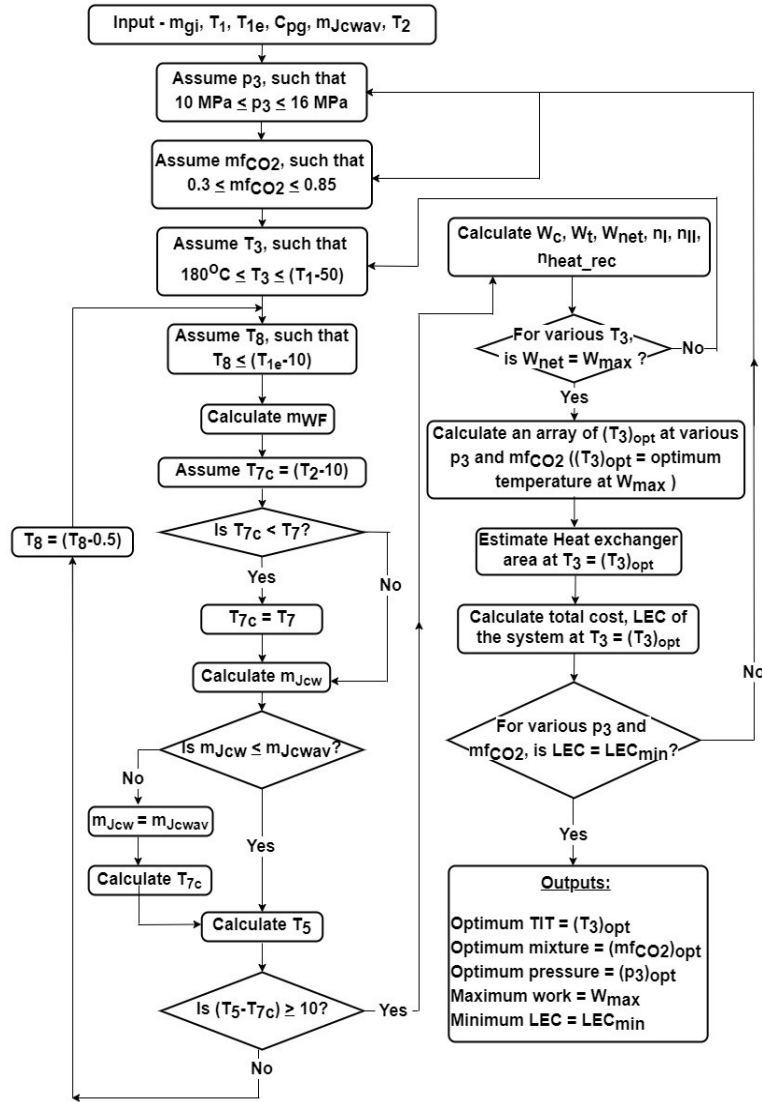 Input - mgi, T1, T1e, Cpg, mJcwav, T2
Assume p3, such that
10 MPa ≤ p3 ≤ 16 MPa
Assume mfCO2, such that
0.3 ≤ mfCO2 ≤ 0.85
Assume T3, such that
180°C ≤ T3 ≤ (T1-50)
Assume T8, such that
T8 ≤ (T1e-10)
Calculate mWF
Assume T7c = (T2-10)
Is T7c < T7?
No
Yes
T8 = (T8-0.5)
T7c = T7
Calculate mJcw
Is mJcw ≤ mJcwav?
No
Yes
mJcw = mJcwav
Calculate T7c
Calculate T5
Is (T5-T7c) ≥ 10?
Yes
No
Calculate Wc, Wt, Wnet, nI, nII,
nheat_rec
For various T3,
is Wnet = Wmax ?
No
Yes
Calculate an array of (T3)opt at various
p3 and mfCO2 ((T3)opt = optimum
temperature at Wmax )
Estimate Heat exchanger
area at T3 = (T3)opt
Calculate total cost, LEC of
the system at T3 = (T3)opt
No
For various p3 and
mfCO2, is LEC = LECmin?
Yes
Outputs:
Optimum TIT = (T3)opt
Optimum mixture = (mfCO2)opt
Optimum pressure = (p3)opt
Maximum work = Wmax
Minimum LEC = LECmin